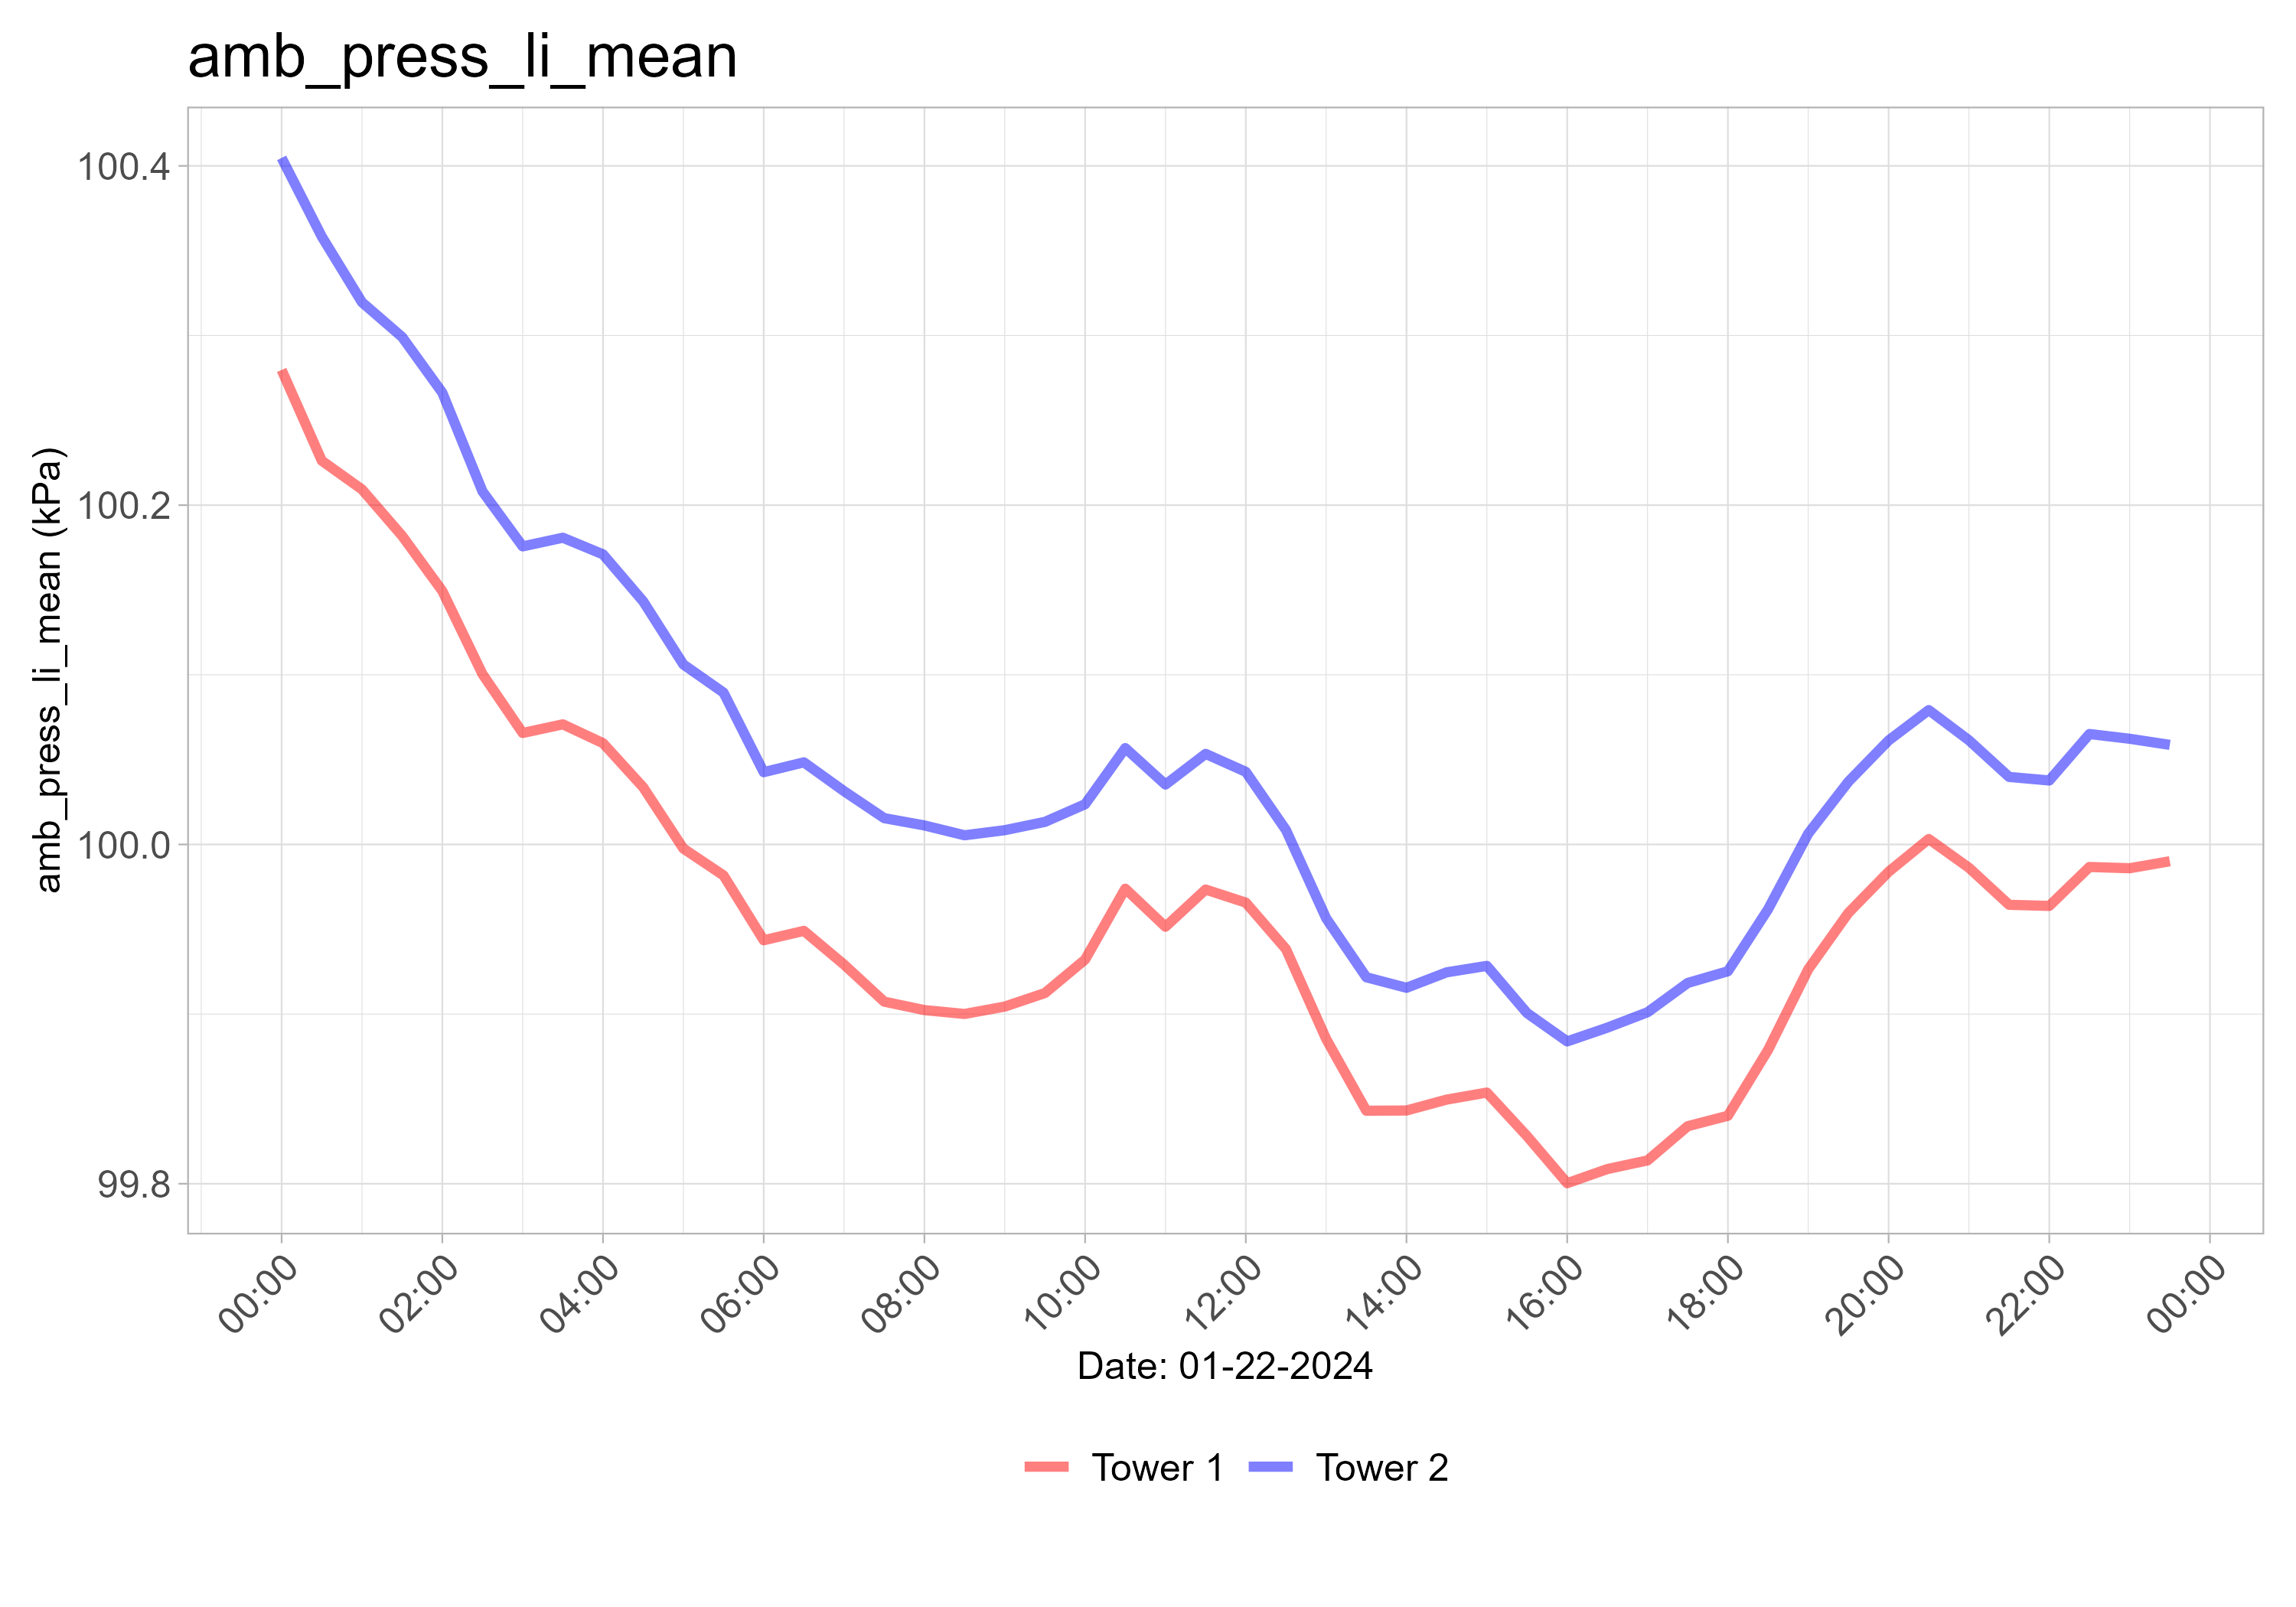 amb_press_li_mean
amb_press_li_mean (kPa)
100.4
100.2
100.0
99.8
00:00 02:00 04:00 06:00 08:00 10:00 12:00 14:00 16:00 18:00 20:00 22:00 00:00
Date: 01-22-2024
Tower 1 Tower 2